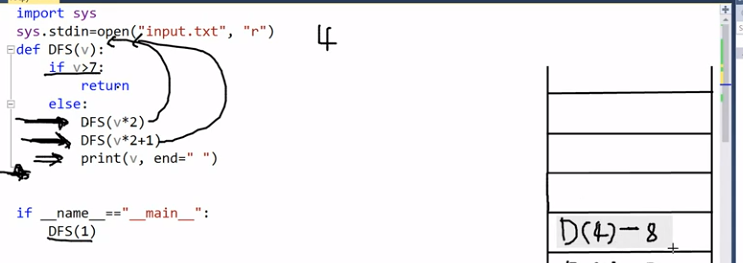 import sys
sys.stdin=open("input.txt", "r")
def DFS(v):
if v>7:
return
else:
DFS(v*2)
DFS(v*2+1)
print(v, end=" ")
if __name__=="__main__":
DFS(1)
4
D(4)-8